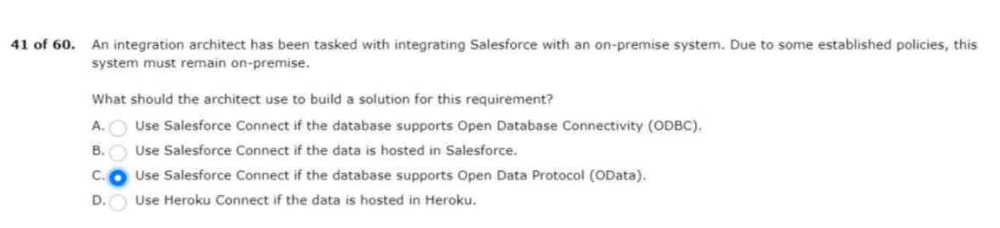 41 of 60. An integration architect has been tasked with integrating Salesforce with an on-premise system. Due to some established policies, this
system must remain on-premise.
What should the architect use to build a solution for this requirement?
A. Use Salesforce Connect if the database supports Open Database Connectivity (ODBC).
B. Use Salesforce Connect if the data is hosted in Salesforce.
C. Use Salesforce Connect if the database supports Open Data Protocol (OData).
D. Use Heroku Connect if the data is hosted in Heroku.